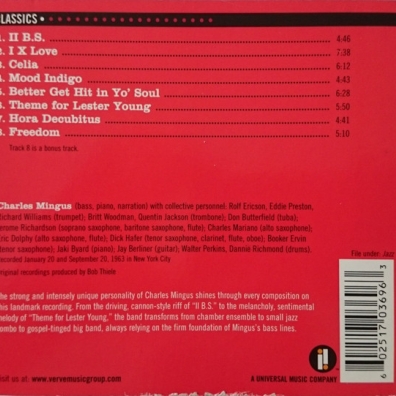 CLASSICS •
1. II B.S. 4:46
2. I X Love 7:38
3. Celia 6:12
4. Mood Indigo 4:43
5. Better Get Hit in Yo' Soul 6:28
6. Theme for Lester Young 5:50
7. Hora Decubitus 4:41
8. Freedom 5:10
Track 8 is a bonus track.
Charles Mingus (bass, piano, narration) with collective personnel: Rolf Ericson, Eddie Preston,
Richard Williams (trumpet); Britt Woodman, Quentin Jackson (trombone); Don Butterfield (tuba);
Jerome Richardson (soprano saxophone, baritone saxophone, flute); Charles Mariano (alto saxophone);
Eric Dolphy (alto saxophone, flute); Dick Hafer (tenor saxophone, clarinet, flute, oboe); Booker Ervin
(tenor saxophone); Jaki Byard (piano); Jay Berliner (guitar); Walter Perkins, Dannie Richmond (drums).
Recorded January 20 and September 20, 1963 in New York City
Original recordings produced by Bob Thiele
File under: Jazz
The strong and intensely unique personality of Charles Mingus shines through every composition on
this landmark recording. From the driving, cannon-style riff of "II B.S." to the melancholy, sentimental
melody of "Theme for Lester Young," the band transforms from chamber ensemble to small jazz
combo to gospel-tinged big band, always relying on the firm foundation of Mingus's bass lines.
6 02517 03696 3
Visit us at: www.vervemusicgroup.com
A UNIVERSAL MUSIC COMPANY